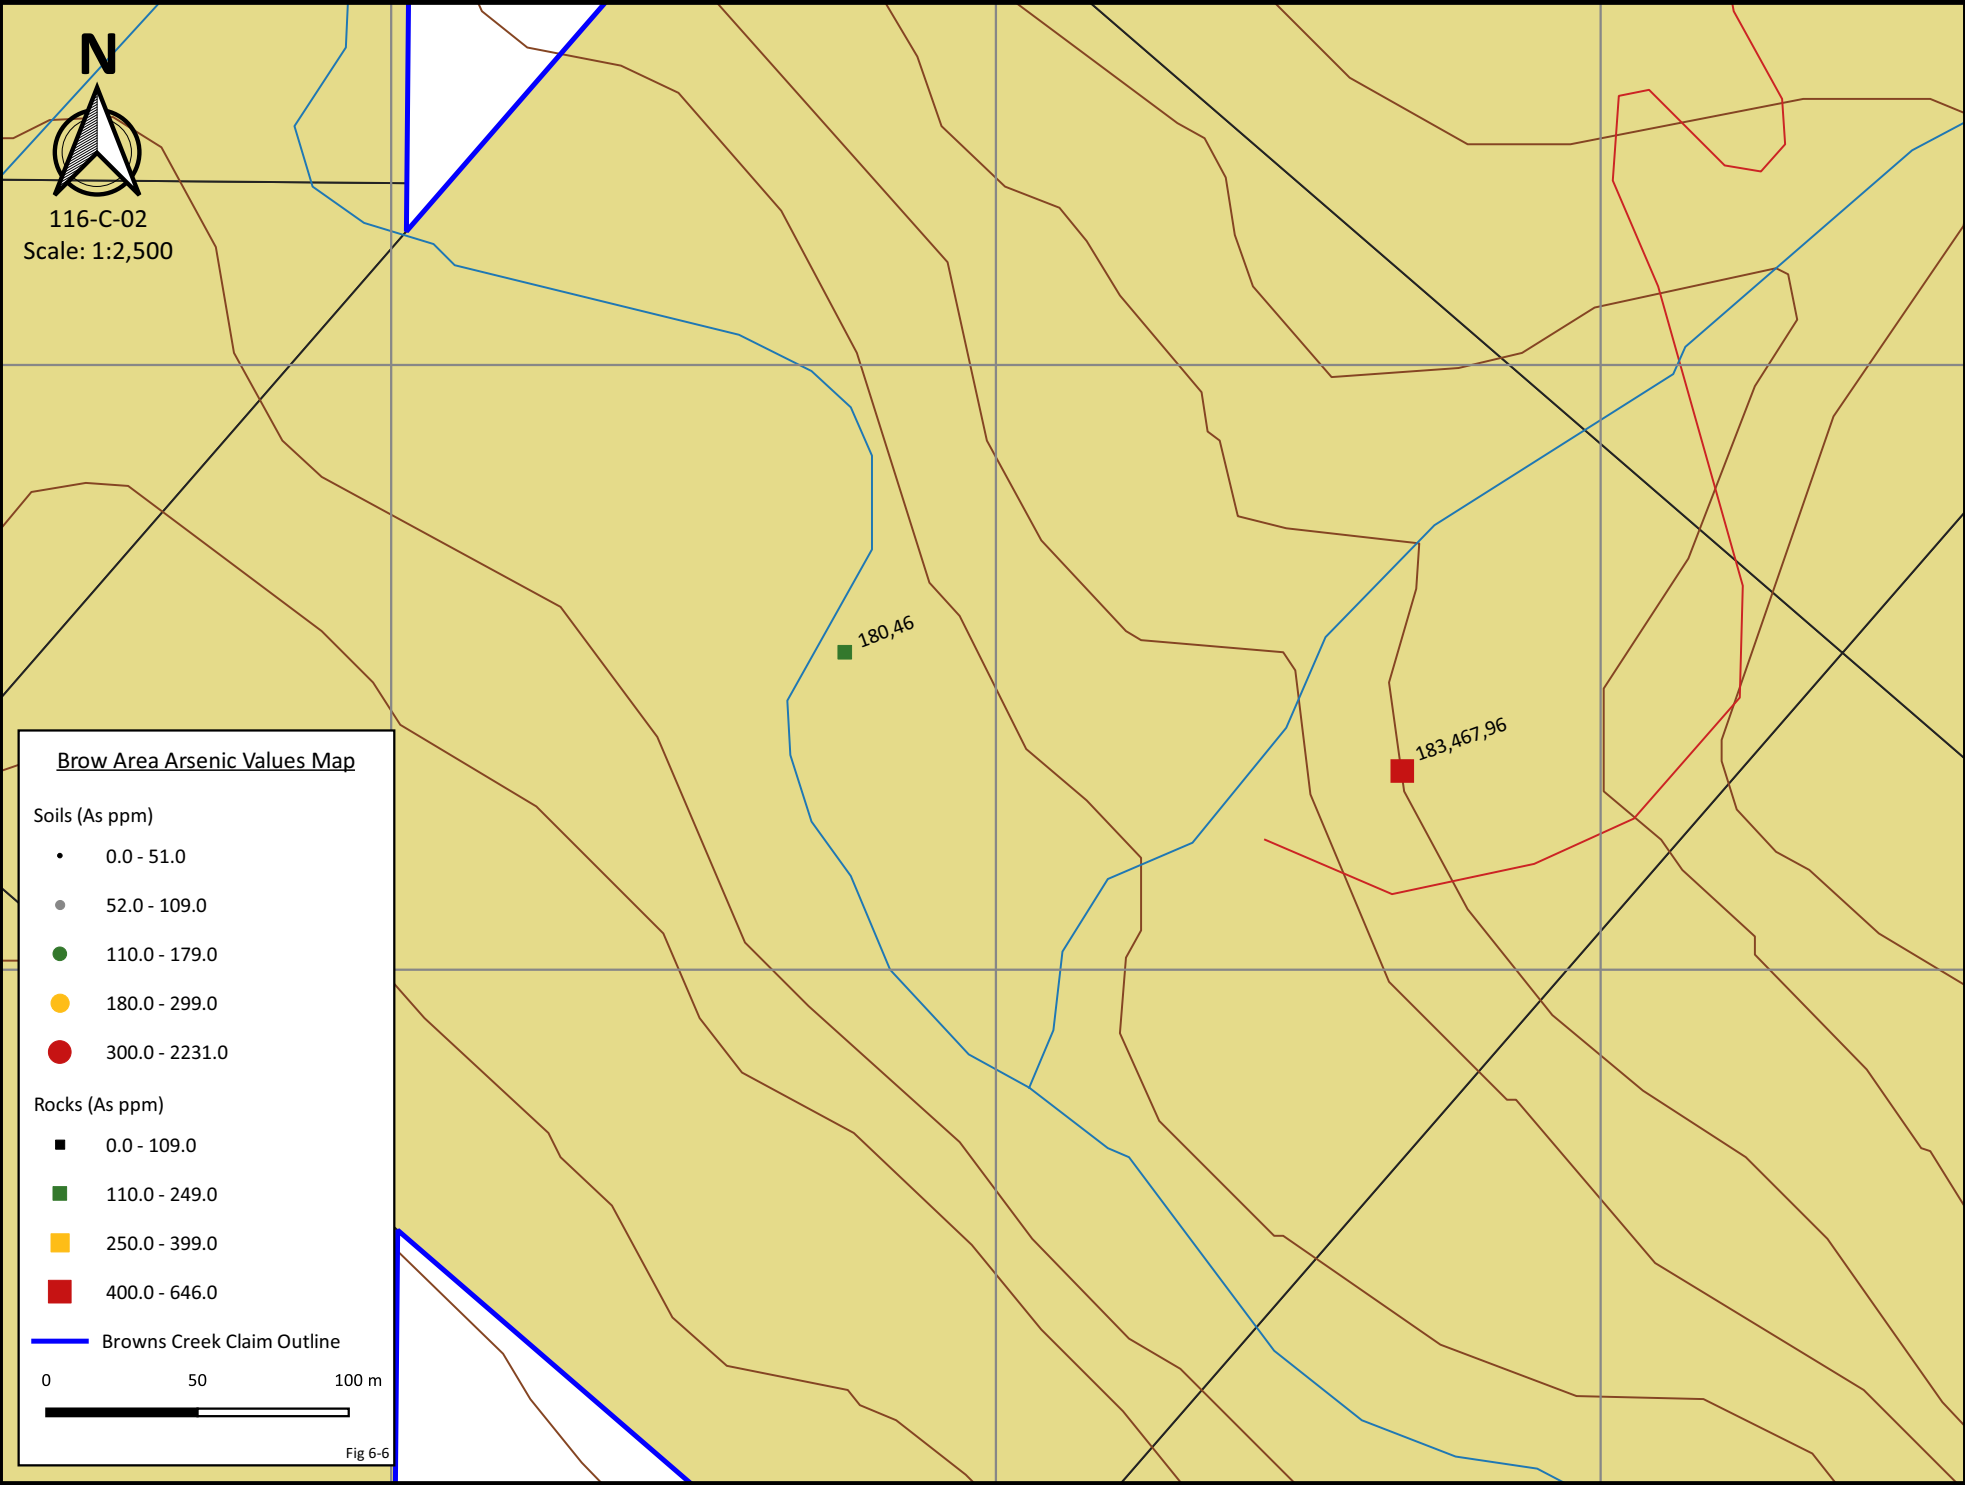 N
116-C-02
Scale: 1:2,500
180,46
183,467,96
Brow Area Arsenic Values Map
Soils (As ppm)
0.0 - 51.0
52.0 - 109.0
110.0 - 179.0
180.0 - 299.0
300.0 - 2231.0
Rocks (As ppm)
0.0 - 109.0
110.0 - 249.0
250.0 - 399.0
400.0 - 646.0
Browns Creek Claim Outline
0 50 100 m
Fig 6-6